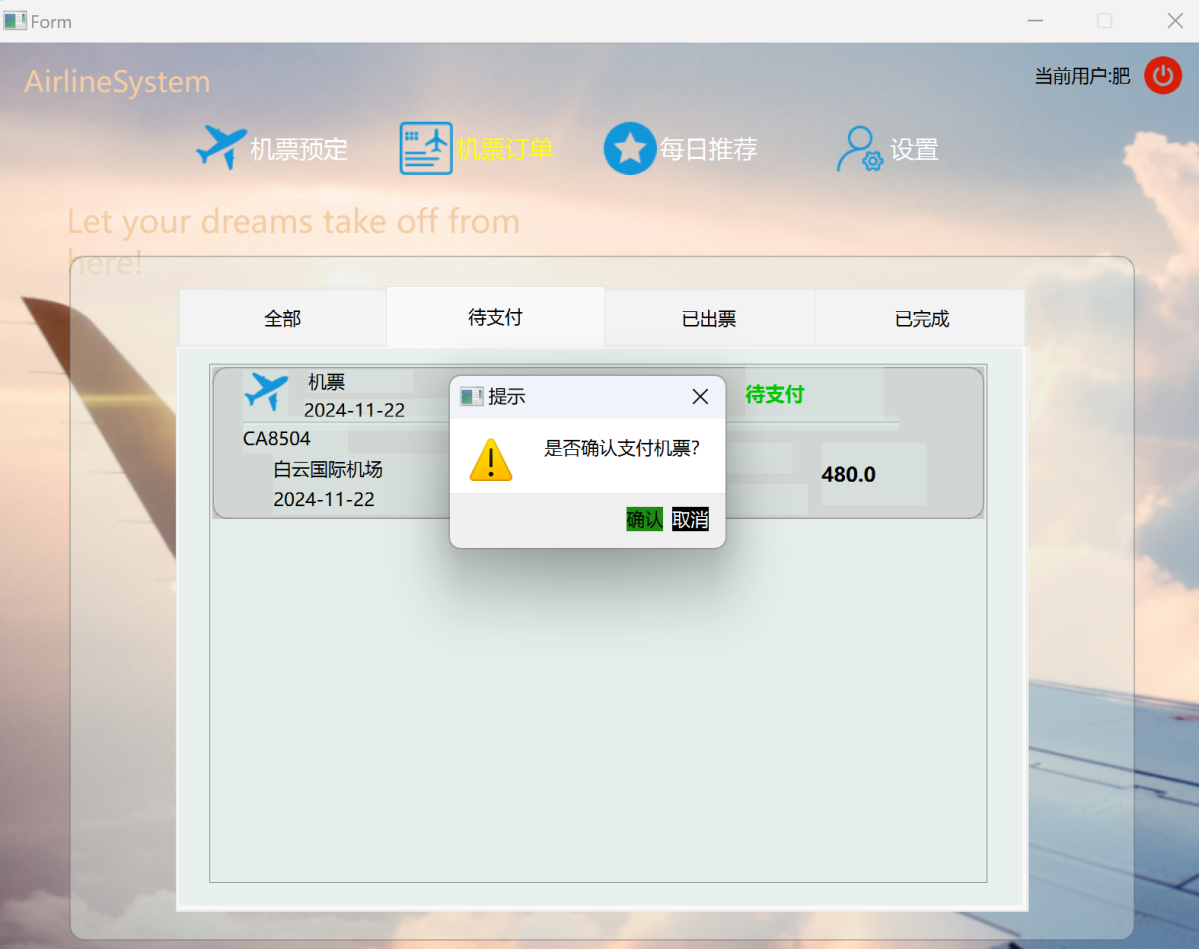 Form
AirlineSystem
当前用户:肥
机票预定
机票订单
每日推荐
设置
Let your dreams take off from
here!
全部
待支付
已出票
已完成
机票
2024-11-22
待支付
CA8504
白云国际机场
2024-11-22
480.0
提示
是否确认支付机票?
确认
取消